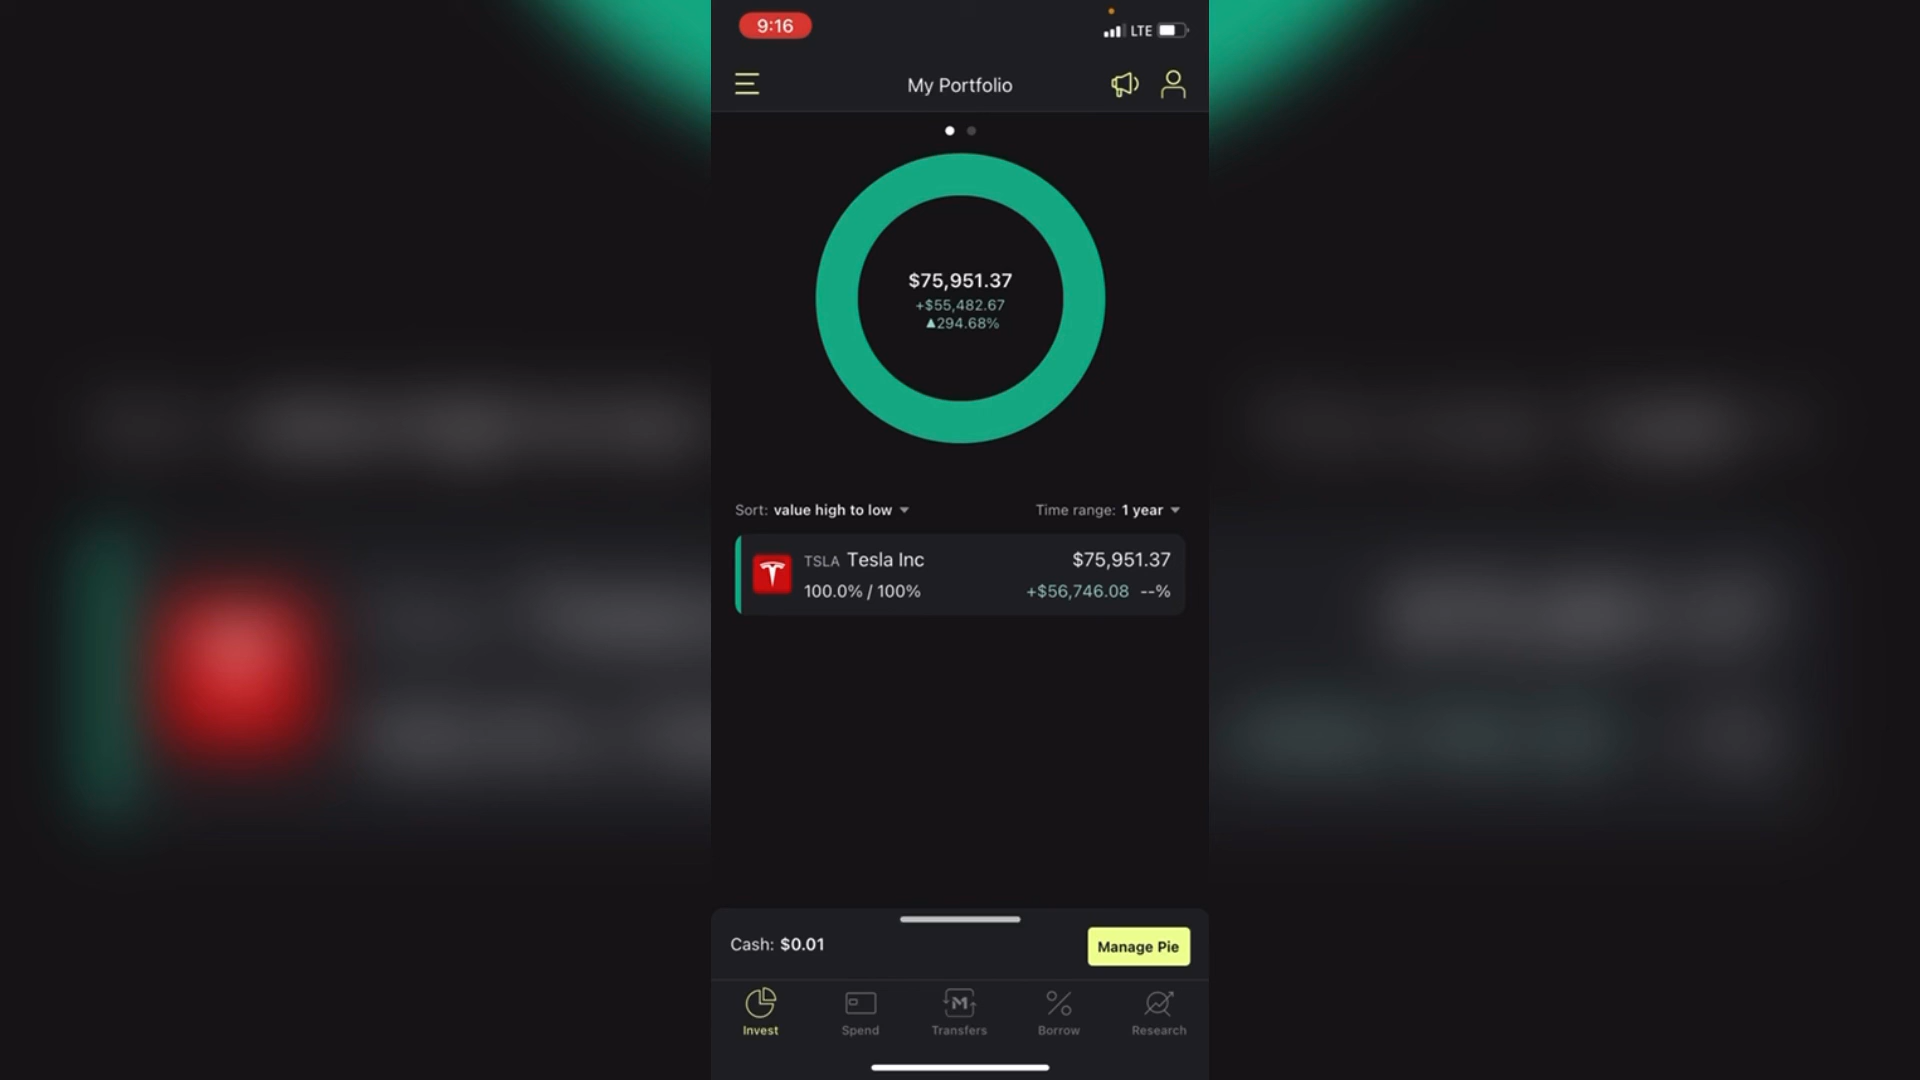 9:16
LTE
My Portfolio
$75,951.37
+$55,482.67
▲294.68%
Sort: value high to low
Time range: 1 year
TSLA Tesla Inc
$75,951.37
100.0% / 100%
+$56,746.08 --%
Cash: $0.01
Manage Pie
Invest
Spend
Transfers
Borrow
Research